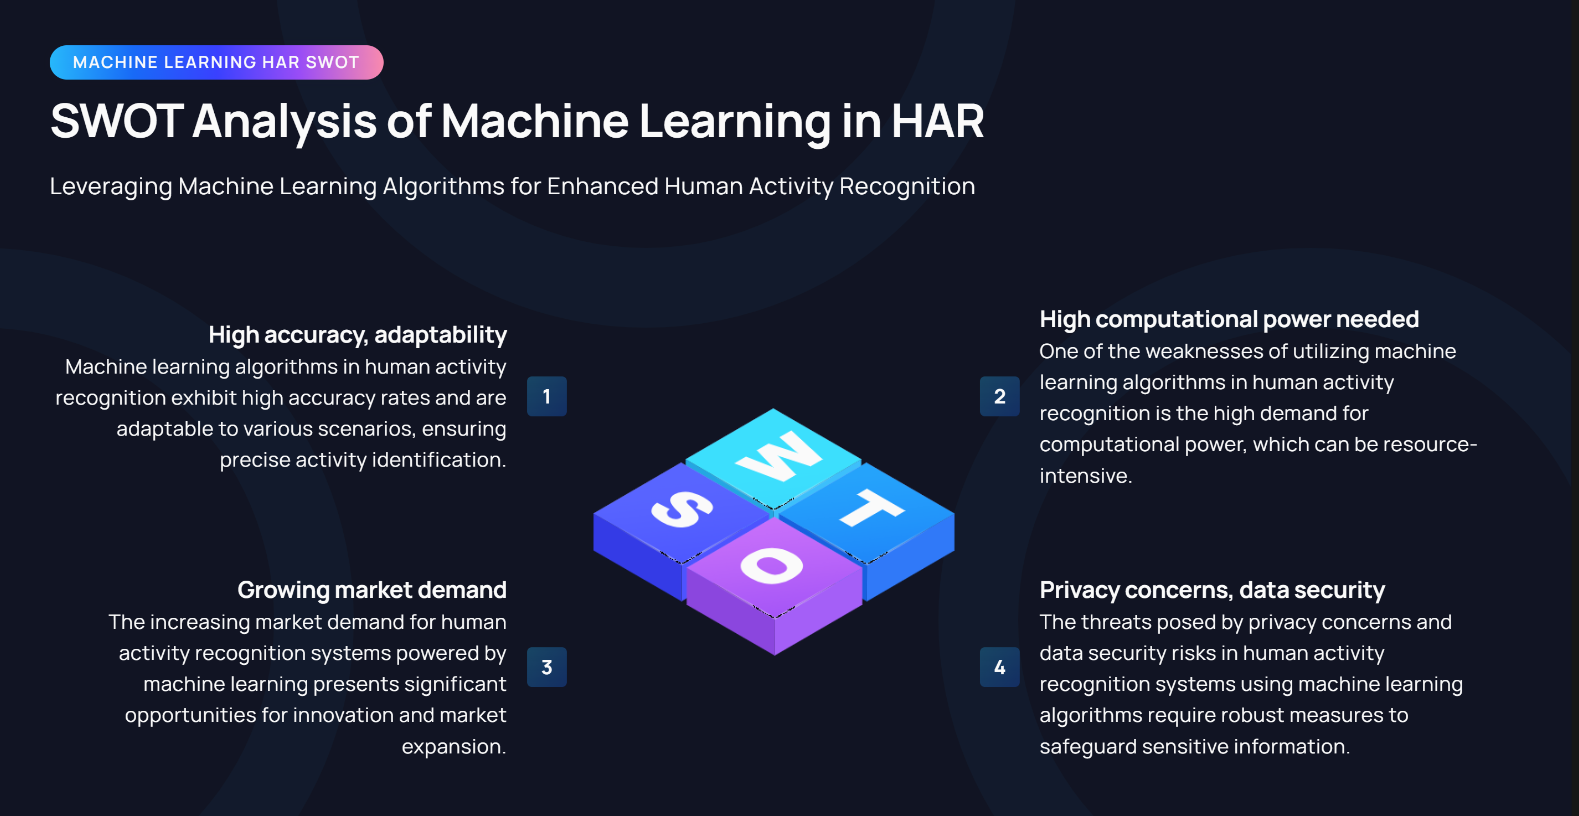 MACHINE LEARNING HAR SWOT
SWOT Analysis of Machine Learning in HAR
Leveraging Machine Learning Algorithms for Enhanced Human Activity Recognition
High accuracy, adaptability
Machine learning algorithms in human activity
recognition exhibit high accuracy rates and are
adaptable to various scenarios, ensuring
precise activity identification.
1
2
High computational power needed
One of the weaknesses of utilizing machine
learning algorithms in human activity
recognition is the high demand for
computational power, which can be resource-
intensive.
S
W
O
T
Growing market demand
The increasing market demand for human
activity recognition systems powered by
machine learning presents significant
opportunities for innovation and market
expansion.
3
4
Privacy concerns, data security
The threats posed by privacy concerns and
data security risks in human activity
recognition systems using machine learning
algorithms require robust measures to
safeguard sensitive information.